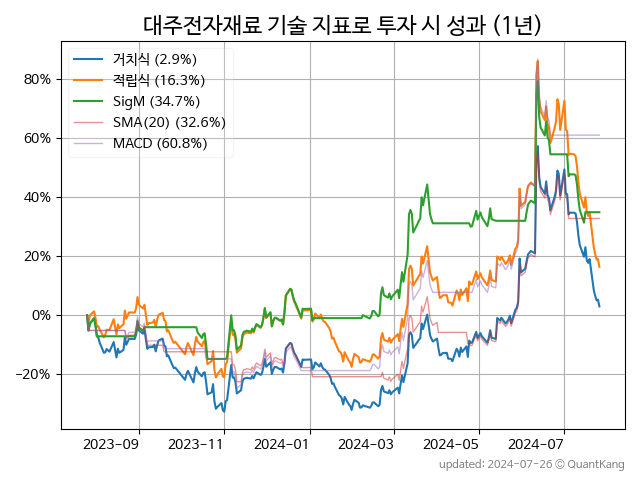 대주전자재료 기술 지표로 투자 시 성과 (1년)
거치식 (2.9%)
적립식 (16.3%)
SigM (34.7%)
SMA(20) (32.6%)
MACD (60.8%)
80%
60%
40%
20%
0%
−20%
2023-09 2023-11 2024-01 2024-03 2024-05 2024-07
updated: 2024-07-26 © QuantKang